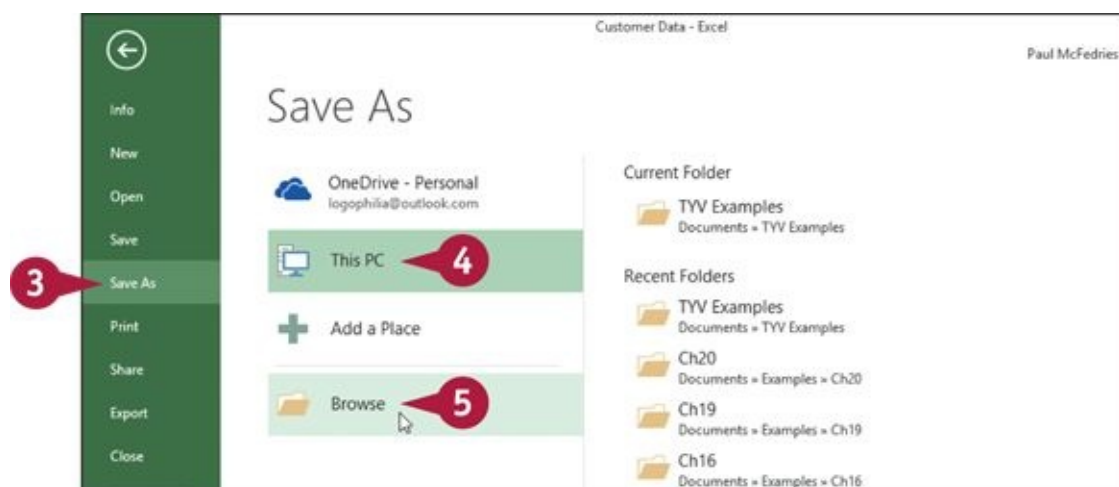 Customer Data - Excel
Paul McFedries
Info
New
Open
Save
3
Save As
Print
Share
Export
Close
Save As
OneDrive - Personal
logophilia@outlook.com
This PC
4
Add a Place
Browse
5
Current Folder
TYV Examples
Documents » TYV Examples
Recent Folders
TYV Examples
Documents » TYV Examples
Ch20
Documents » Examples » Ch20
Ch19
Documents » Examples » Ch19
Ch16
Documents » Examples » Ch16